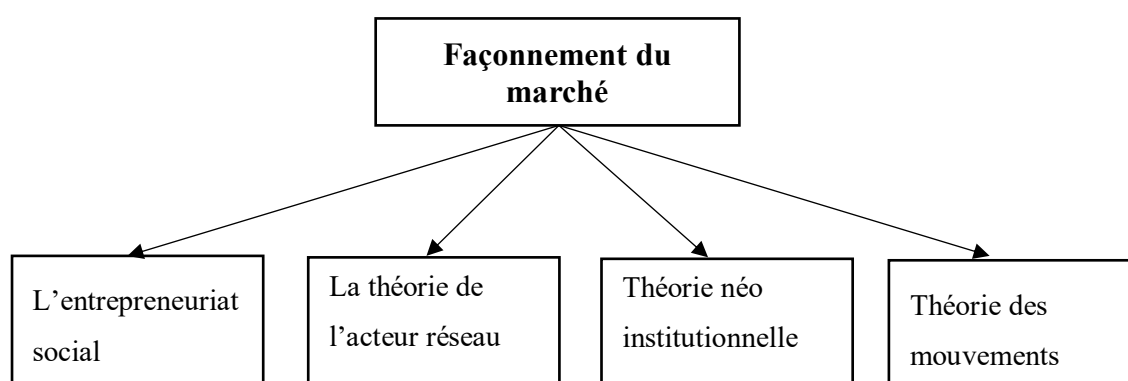 Façonnement du
marché
L’entrepreneuriat
social
La théorie de
l’acteur réseau
Théorie néo
institutionnelle
Théorie des
mouvements